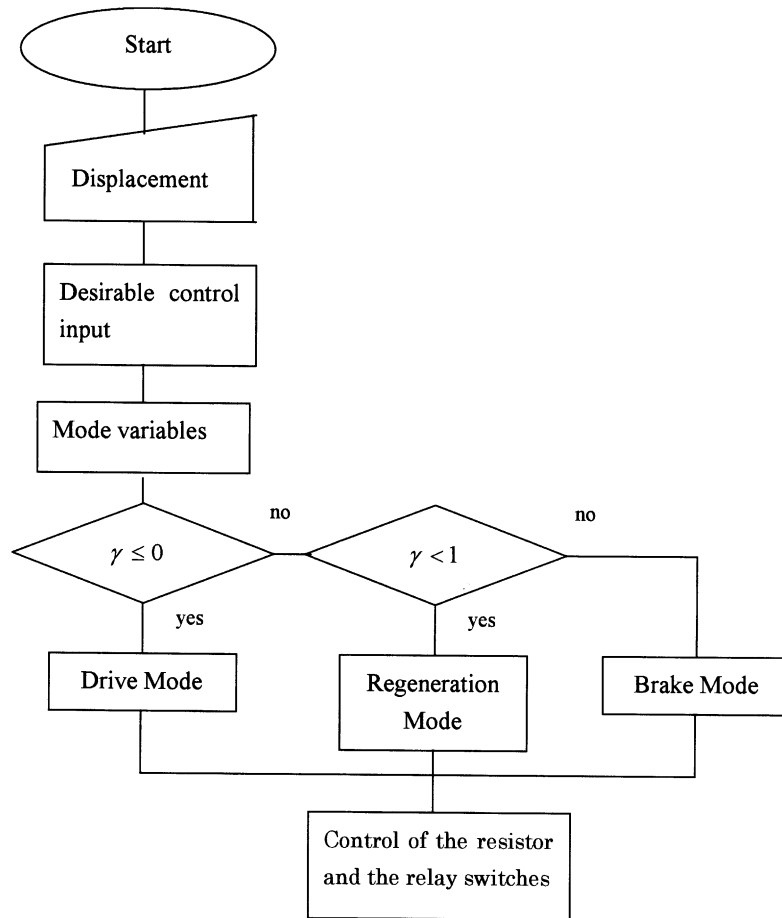 Start
Displacement
Desirable control
input
Mode variables
γ ≤ 0
no
γ < 1
no
yes
yes
Drive Mode
Regeneration
Mode
Brake Mode
Control of the resistor
and the relay switches